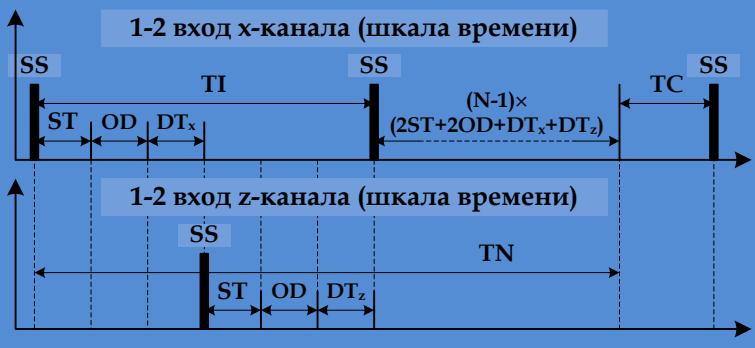 1-2 вход x-канала (шкала времени)
SS
SS
SS
TI
TC
(N-1)×
(2ST+2OD+DTx+DTz)
ST
OD
DTx
1-2 вход z-канала (шкала времени)
SS
TN
ST
OD
DTz